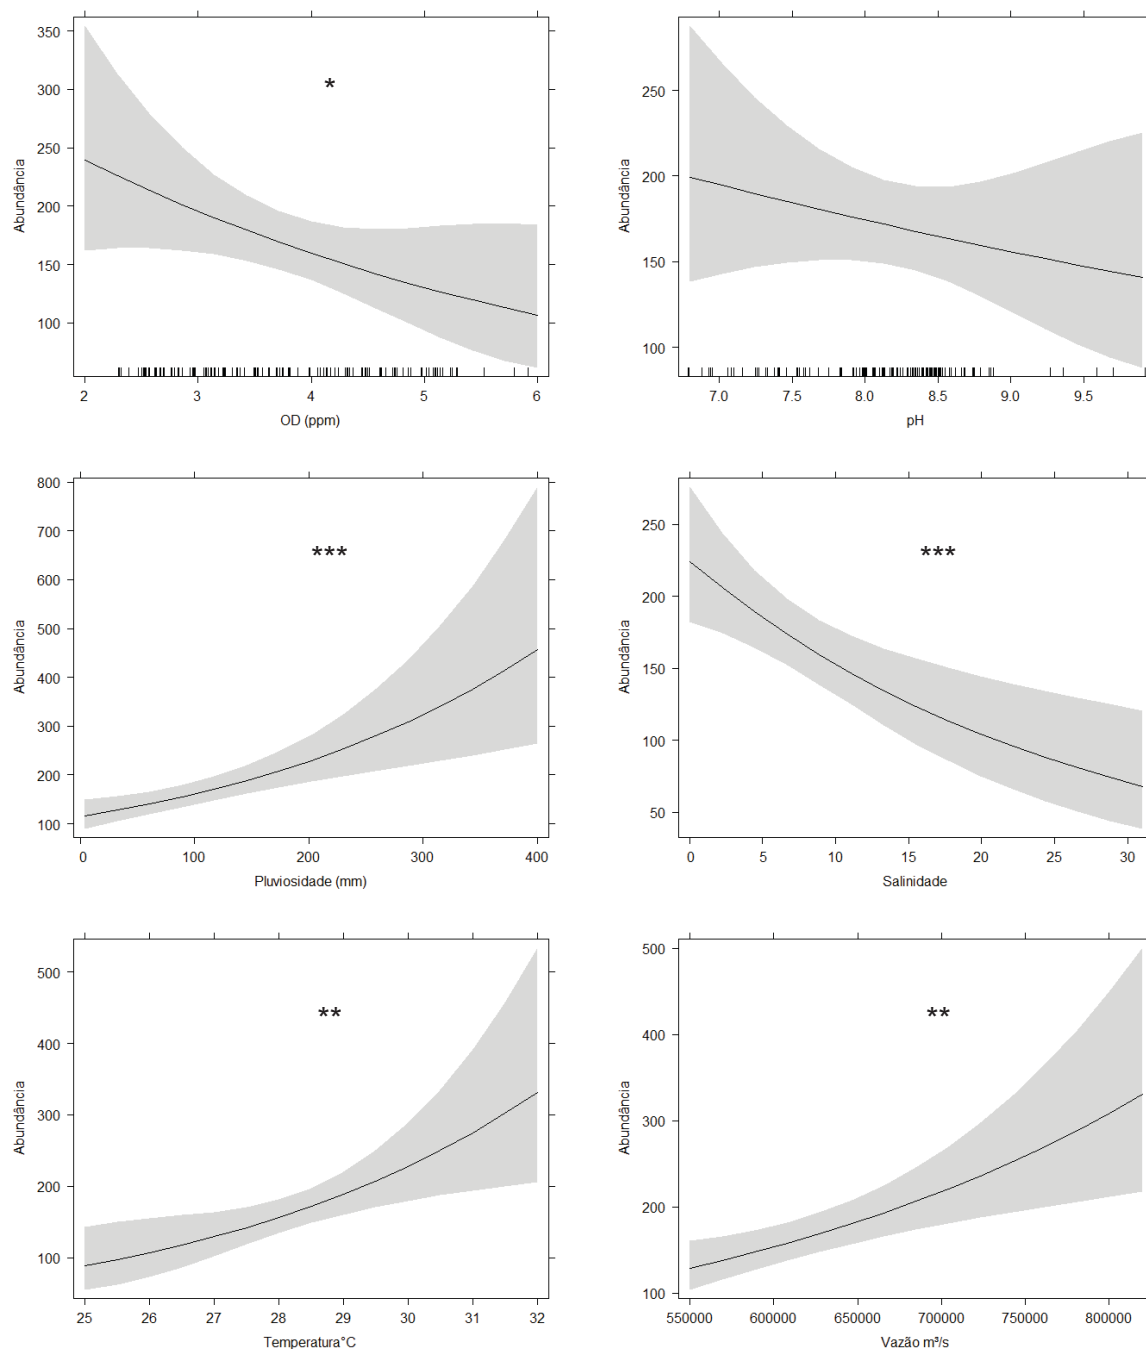 350
300
250
200
150
100
Abundância
*
2 3 4 5 6
OD (ppm)
250
200
150
100
Abundância
7.0 7.5 8.0 8.5 9.0 9.5
pH
800
700
600
500
400
300
200
100
Abundância
***
0 100 200 300 400
Pluviosidade (mm)
250
200
150
100
50
Abundância
***
0 5 10 15 20 25 30
Salinidade
500
400
300
200
100
Abundância
**
25 26 27 28 29 30 31 32
Temperatura°C
500
400
300
200
100
Abundância
**
550000 600000 650000 700000 750000 800000
Vazão m³/s